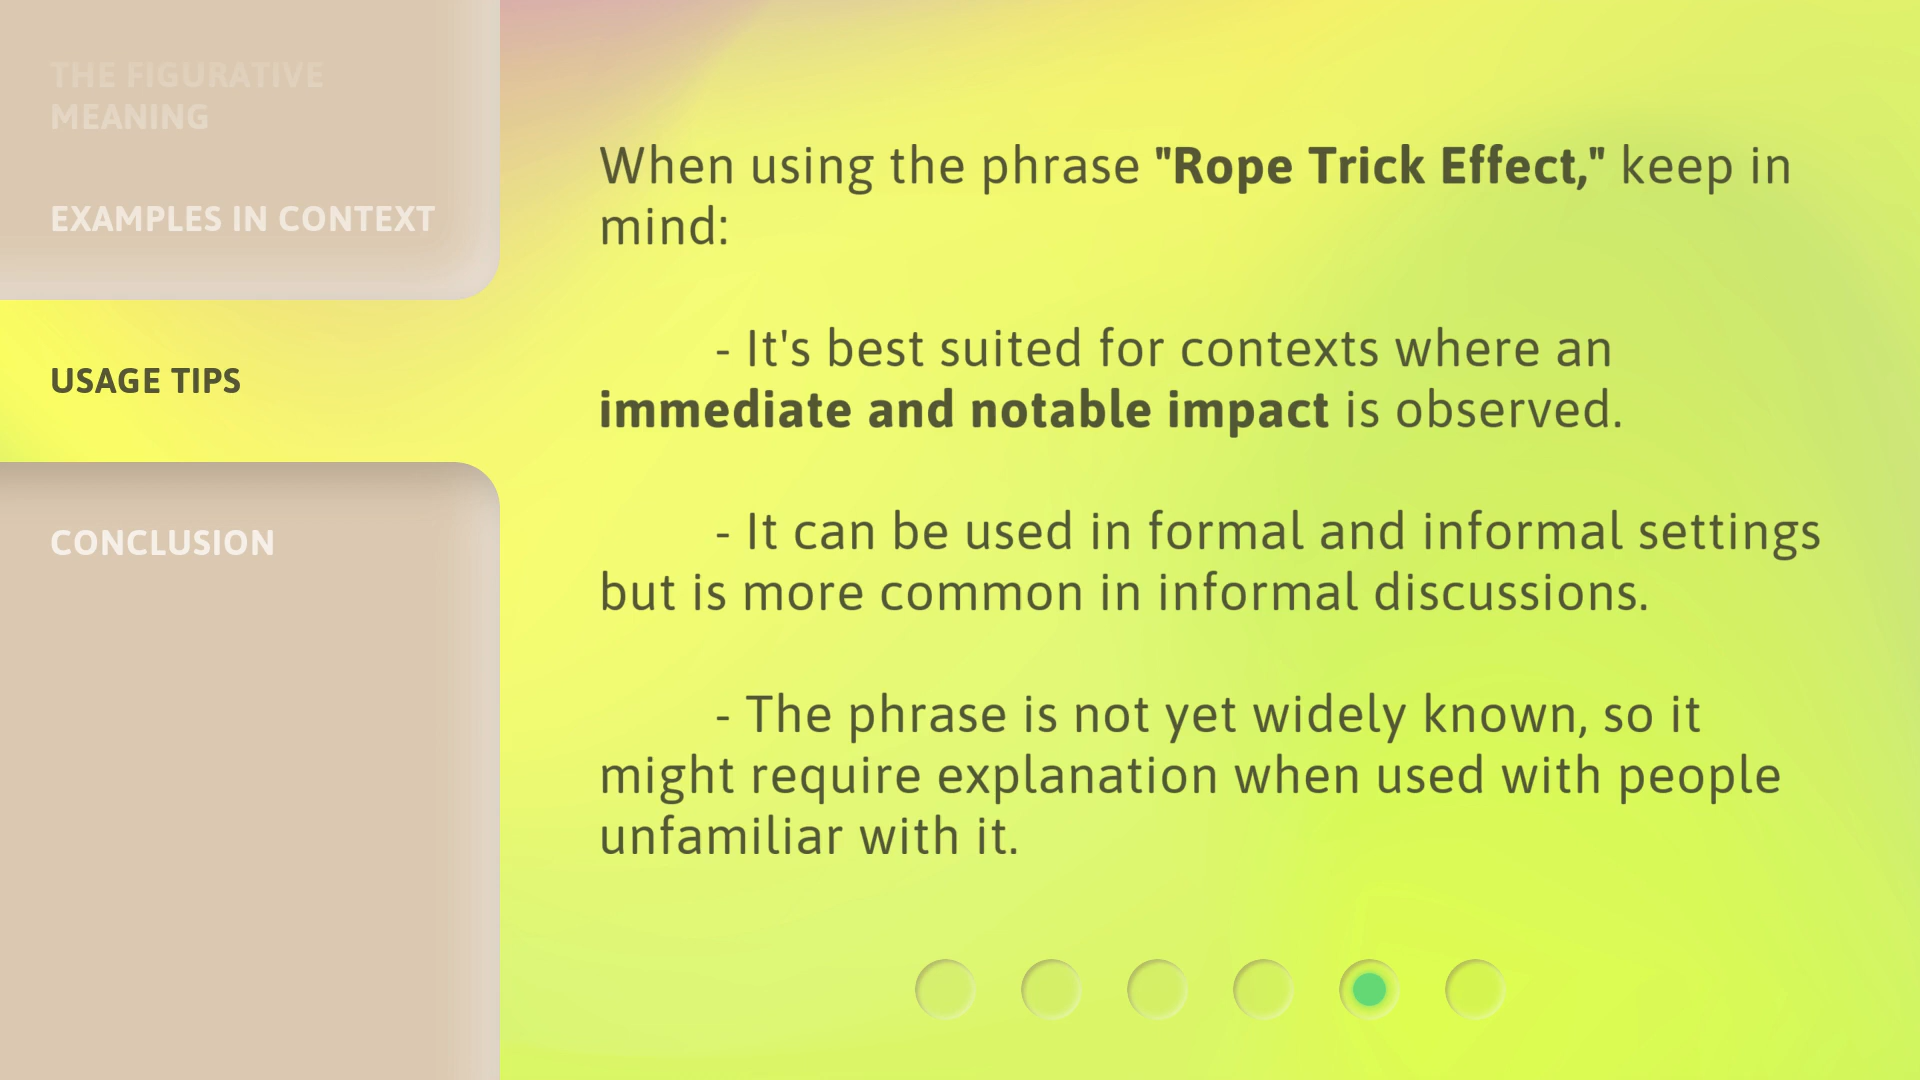 THE FIGURATIVE
MEANING
EXAMPLES IN CONTEXT
USAGE TIPS
CONCLUSION
When using the phrase "Rope Trick Effect," keep in
mind:
- It's best suited for contexts where an
immediate and notable impact is observed.
- It can be used in formal and informal settings
but is more common in informal discussions.
- The phrase is not yet widely known, so it
might require explanation when used with people
unfamiliar with it.